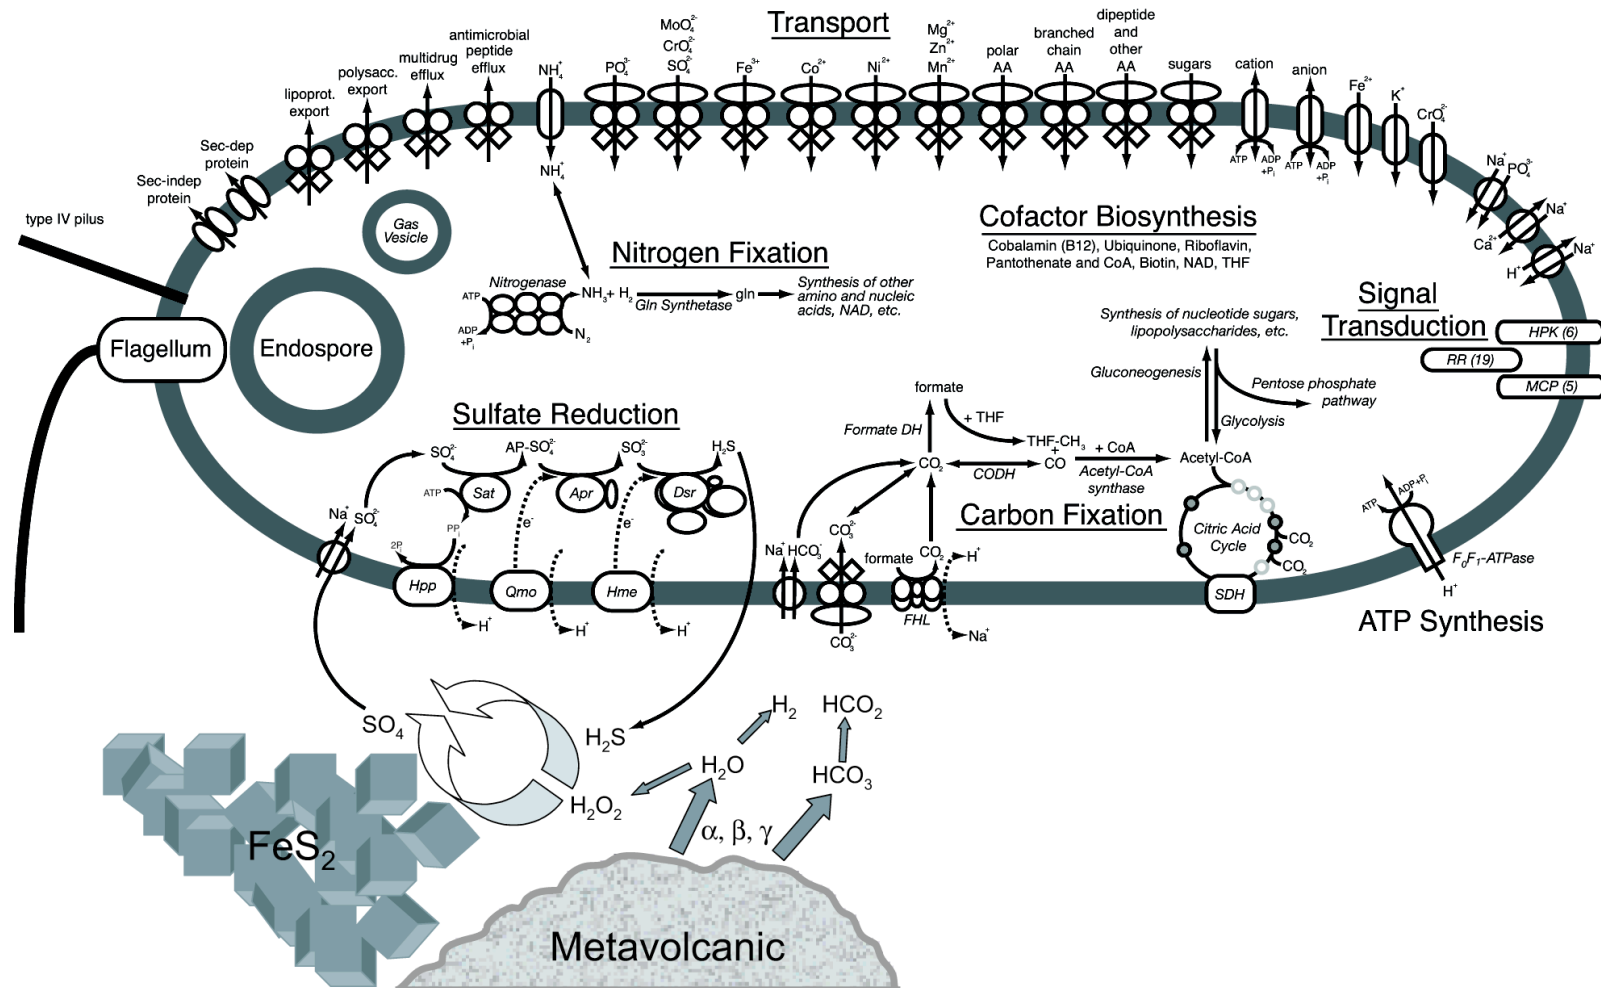 Transport
lipoprot.
export
polysacc.
export
multidrug
efflux
antimicrobial
peptide
efflux
NH₄⁺
NH₄⁺
PO₄³⁻
MoO₄²⁻
CrO₄²⁻
SO₄²⁻
Fe³⁺
Co²⁺
Ni²⁺
Mg²⁺
Zn²⁺
Mn²⁺
polar
AA
branched
chain
AA
dipeptide
and
other
AA
sugars
cation
ATP
ADP
+Pᵢ
anion
ATP
ADP
+Pᵢ
Fe²⁺
K⁺
CrO₄²⁻
Na⁺
PO₄³⁻
Na⁺
Ca²⁺
Na⁺
H⁺
Sec-dep
protein
Sec-indep
protein
type IV pilus
Gas
Vesicle
Flagellum
Endospore
Nitrogen Fixation
Nitrogenase
ATP
ADP
+Pᵢ
N₂
NH₃+ H₂
Gln Synthetase
gln
Synthesis of other
amino and nucleic
acids, NAD, etc.
Cofactor Biosynthesis
Cobalamin (B12), Ubiquinone, Riboflavin,
Pantothenate and CoA, Biotin, NAD, THF
Signal
Transduction
HPK (6)
RR (19)
MCP (5)
Synthesis of nucleotide sugars,
lipopolysaccharides, etc.
Gluconeogenesis
Pentose phosphate
pathway
Glycolysis
Sulfate Reduction
SO₄²⁻
AP-SO₄²⁻
SO₃²⁻
H₂S
ATP
Sat
Apr
Dsr
PPᵢ
2Pᵢ
e⁻
e⁻
Na⁺
SO₄²⁻
Hpp
Qmo
Hme
H⁺
H⁺
H⁺
formate
+ THF
Formate DH
THF-CH₃
+
CO
CO₂
CODH
+ CoA
Acetyl-CoA
synthase
Acetyl-CoA
Carbon Fixation
Na⁺
HCO₃⁻
CO₃²⁻
CO₃²⁻
formate
CO₂
H⁺
FHL
Na⁺
Citric Acid
Cycle
CO₂
CO₂
SDH
ATP
ADP+Pᵢ
F₀F₁-ATPase
H⁺
ATP Synthesis
SO₄
H₂S
H₂O₂
H₂O
H₂
HCO₂
HCO₃
α, β, γ
FeS₂
Metavolcanic